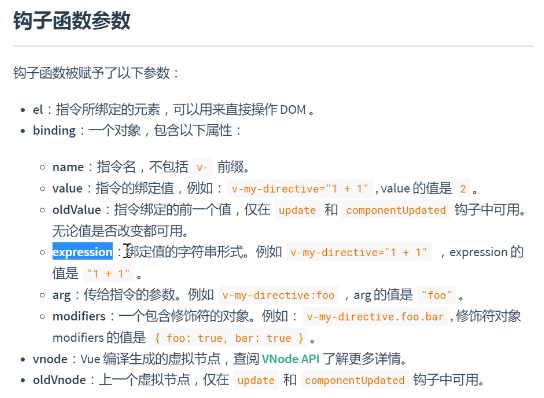 钩子函数参数
钩子函数被赋予了以下参数：
• el：指令所绑定的元素，可以用来直接操作 DOM 。
• binding：一个对象，包含以下属性：
◦ name：指令名，不包括 v- 前缀。
◦ value：指令的绑定值，例如： v-my-directive="1 + 1" , value 的值是 2 。
◦ oldValue：指令绑定的前一个值，仅在 update 和 componentUpdated 钩子中可用。
无论值是否改变都可用。
◦ expression：绑定值的字符串形式。例如 v-my-directive="1 + 1" ，expression 的
值是 "1 + 1" 。
◦ arg：传给指令的参数。例如 v-my-directive:foo ，arg 的值是 "foo" 。
◦ modifiers：一个包含修饰符的对象。例如： v-my-directive.foo.bar , 修饰符对象
modifiers 的值是 { foo: true, bar: true } 。
• vnode：Vue 编译生成的虚拟节点，查阅 VNode API 了解更多详情。
• oldVnode：上一个虚拟节点，仅在 update 和 componentUpdated 钩子中可用。